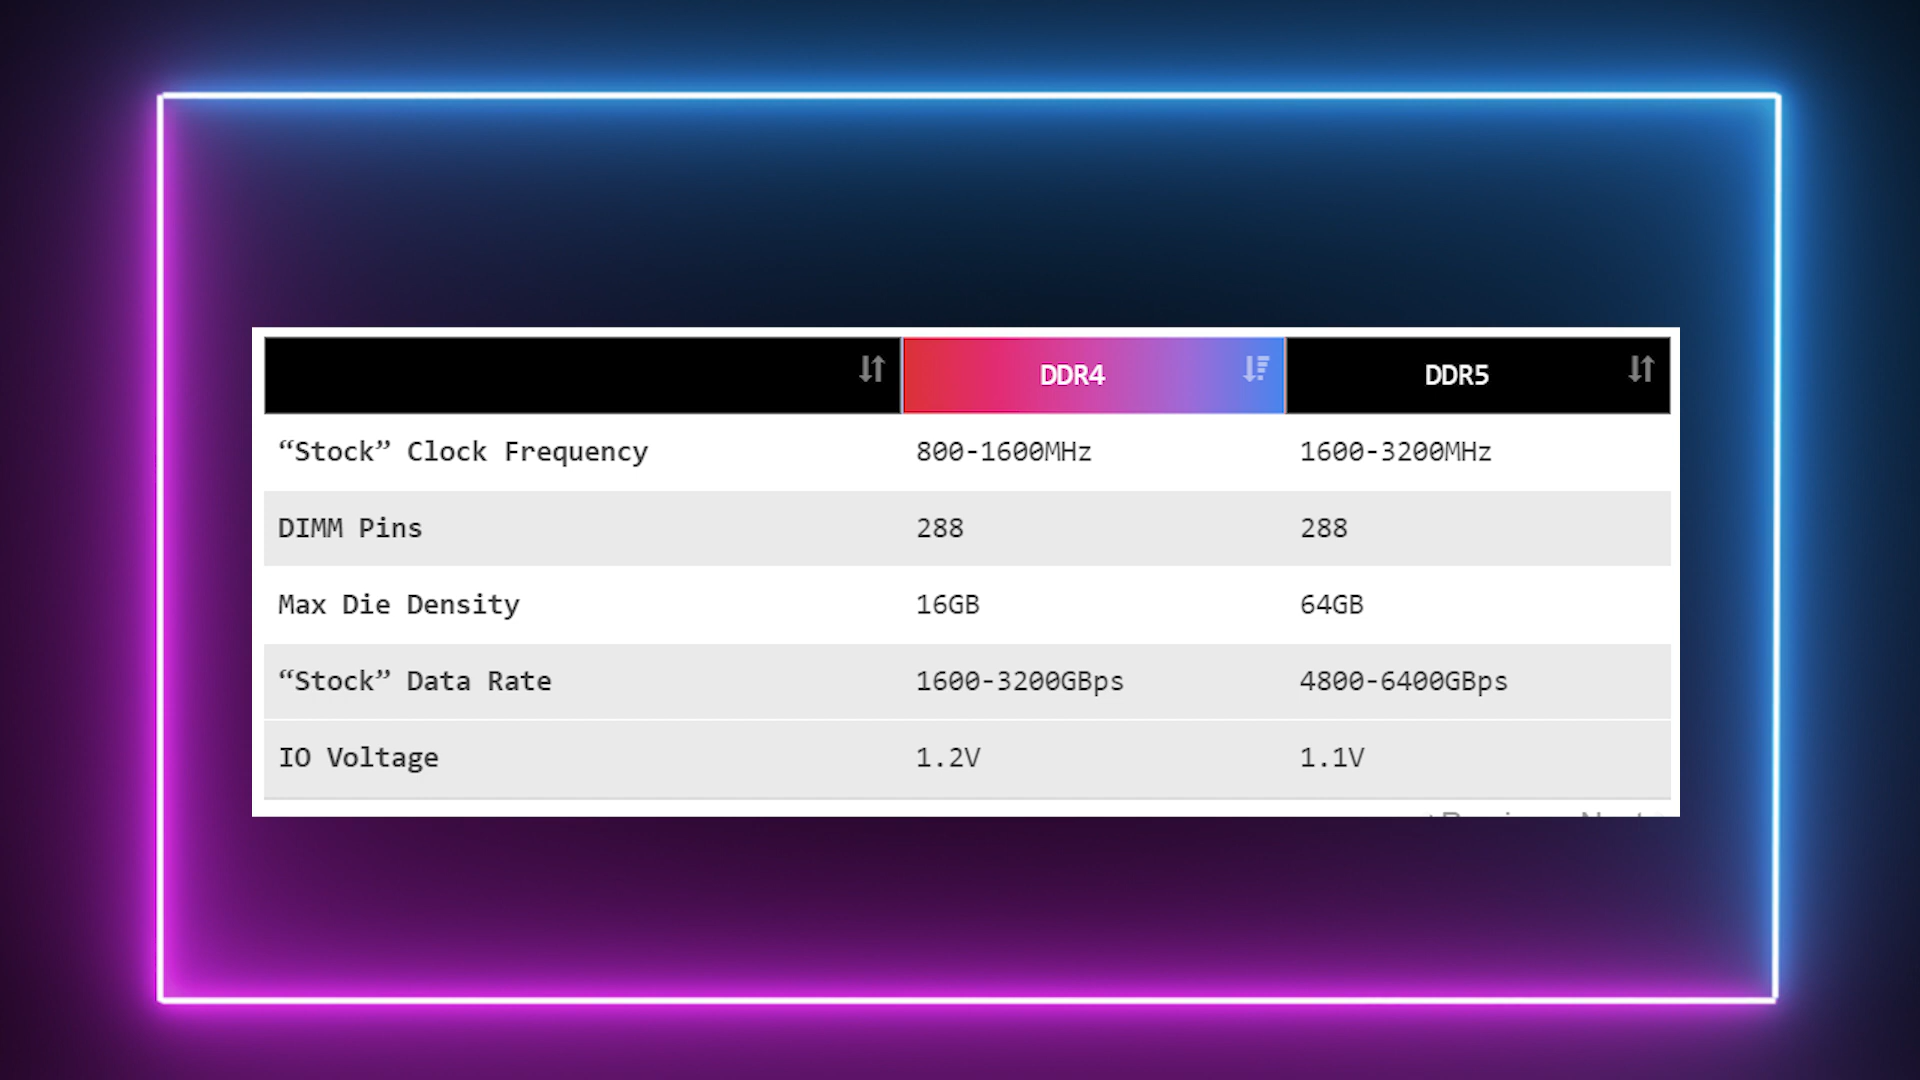 DDR4 DDR5
“Stock” Clock Frequency 800-1600MHz 1600-3200MHz
DIMM Pins 288 288
Max Die Density 16GB 64GB
“Stock” Data Rate 1600-3200GBps 4800-6400GBps
IO Voltage 1.2V 1.1V